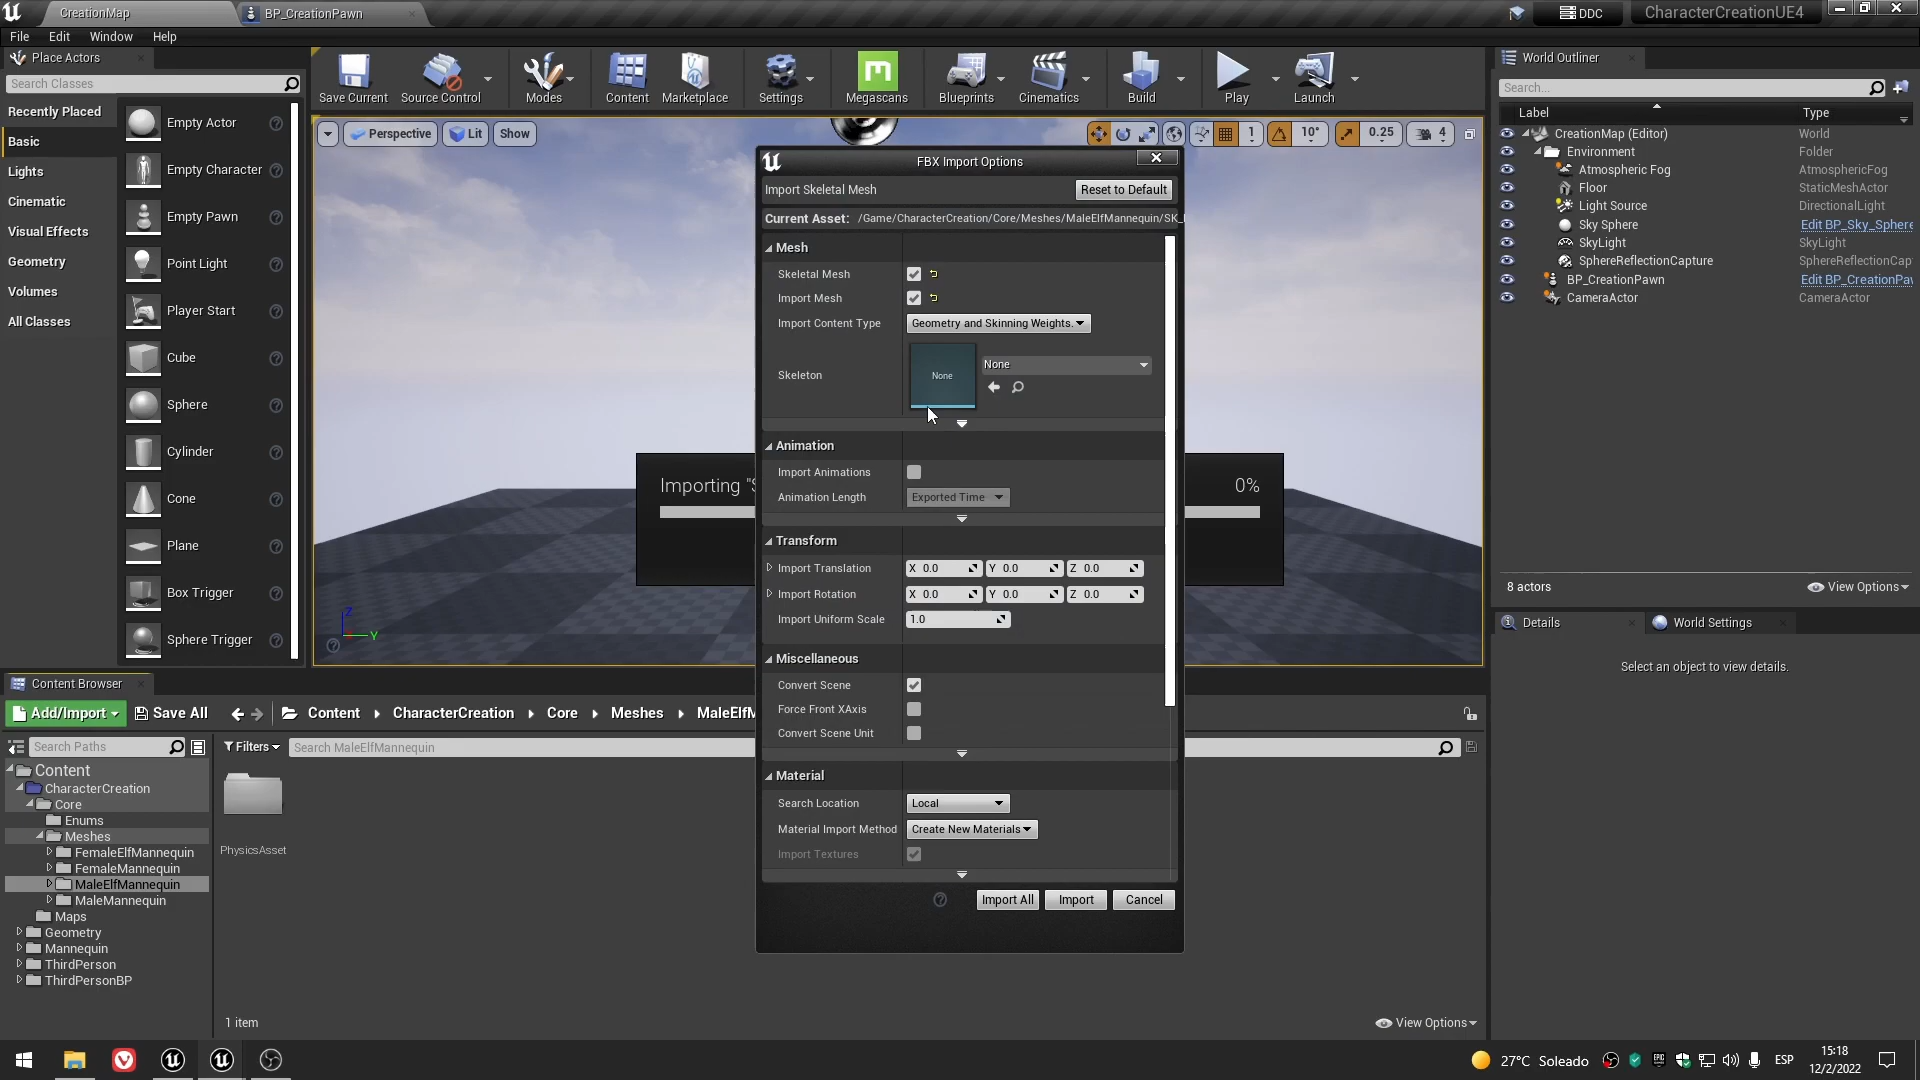 CreationMap
BP_CreationPawn
DDC
CharacterCreationUE4
File Edit Window Help
Place Actors
Search Classes
Recently Placed
Basic
Lights
Cinematic
Visual Effects
Geometry
Volumes
All Classes
Empty Actor
Empty Character
Empty Pawn
Point Light
Player Start
Cube
Sphere
Cylinder
Cone
Plane
Box Trigger
Sphere Trigger
Save Current Source Control Modes Content Marketplace Settings Megascans Blueprints Cinematics Build Play Launch
Perspective Lit Show
1 10° 0.25 4
Importing "S
0%
Z
Y
FBX Import Options
Import Skeletal Mesh
Reset to Default
Current Asset: /Game/CharacterCreation/Core/Meshes/MaleElfMannequin/SK_
Mesh
Skeletal Mesh
Import Mesh
Import Content Type Geometry and Skinning Weights.
Skeleton None None
Animation
Import Animations
Animation Length Exported Time
Transform
Import Translation X 0.0 Y 0.0 Z 0.0
Import Rotation X 0.0 Y 0.0 Z 0.0
Import Uniform Scale 1.0
Miscellaneous
Convert Scene
Force Front XAxis
Convert Scene Unit
Material
Search Location Local
Material Import Method Create New Materials
Import Textures
Import All Import Cancel
World Outliner
Search...
Label Type
CreationMap (Editor) World
Environment Folder
Atmospheric Fog AtmosphericFog
Floor StaticMeshActor
Light Source DirectionalLight
Sky Sphere Edit BP_Sky_Sphere
SkyLight SkyLight
SphereReflectionCapture SphereReflectionCap
BP_CreationPawn Edit BP_CreationPaw
CameraActor CameraActor
8 actors View Options
Details World Settings
Select an object to view details.
Content Browser
Add/Import Save All Content CharacterCreation Core Meshes MaleElfM
Search Paths Filters Search MaleElfMannequin
Content
CharacterCreation
Core
Enums
Meshes
FemaleElfMannequin
FemaleMannequin
MaleElfMannequin
MaleMannequin
Maps
Geometry
Mannequin
ThirdPerson
ThirdPersonBP
PhysicsAsset
1 item View Options
27°C Soleado EPIC ESP
15:18
12/2/2022